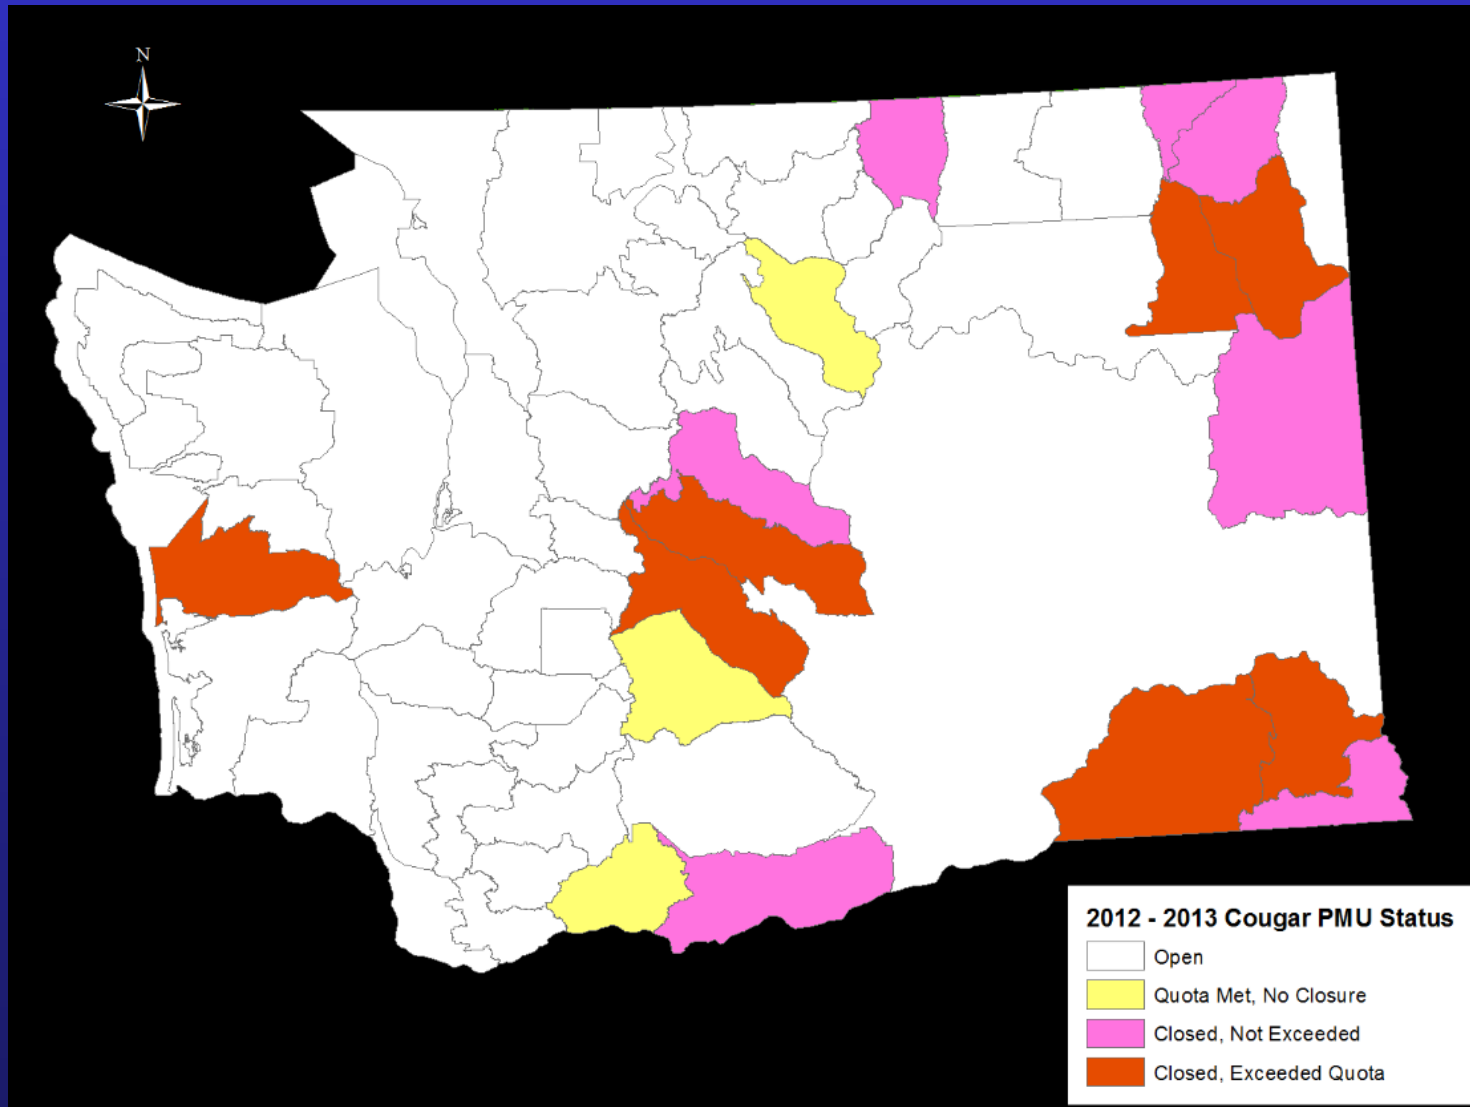 N
2012 - 2013 Cougar PMU Status
Open
Quota Met, No Closure
Closed, Not Exceeded
Closed, Exceeded Quota